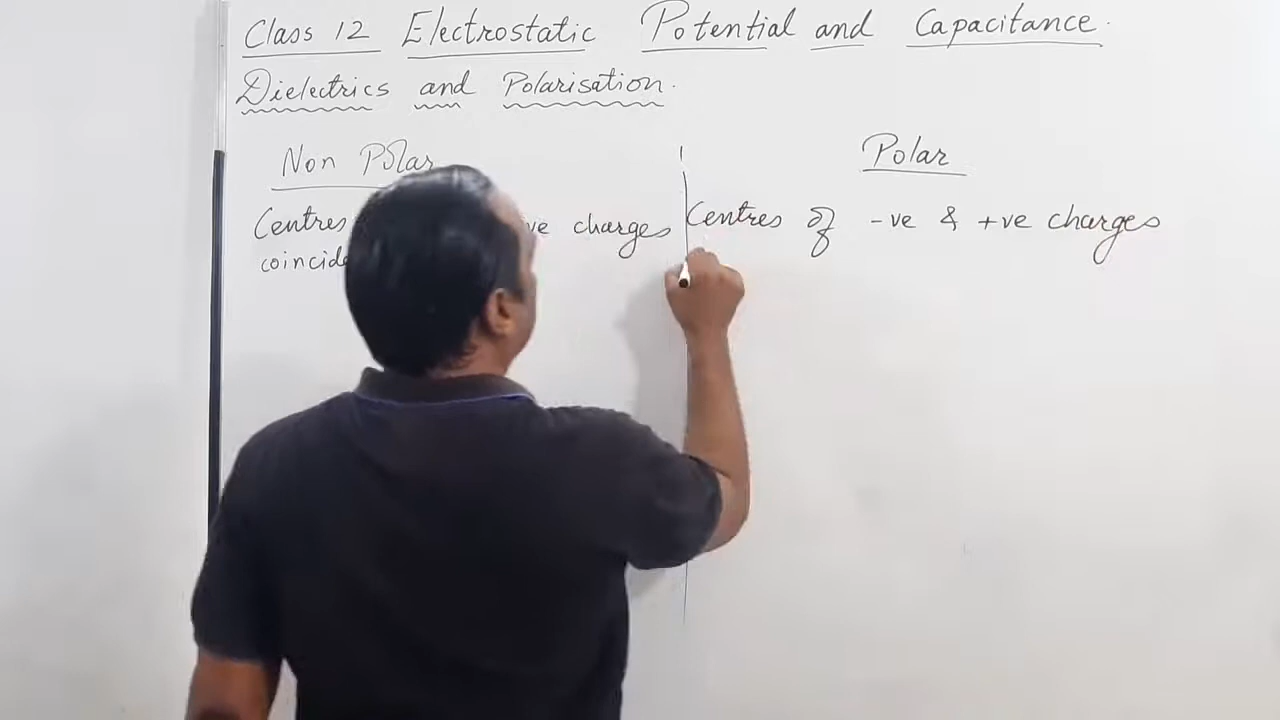 Class 12 Electrostatic Potential and Capacitance.
Dielectrics and Polarisation.
Non Polar
Polar
Centres ve charges
coincide
Centres of -ve & +ve charges